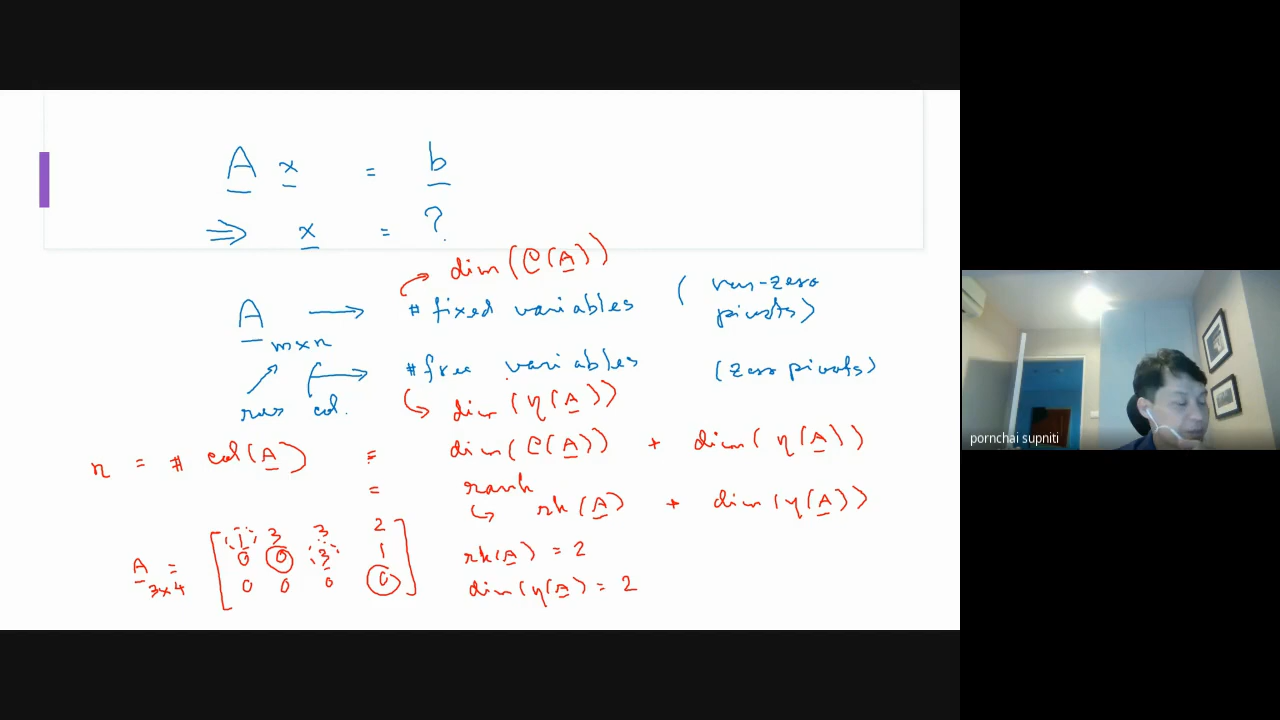 A x = b
⇒ x = ?
dim(C(A))
A m×n → # fixed variables (non-zero pivots)
# free variables (zero pivots)
row col.
dim(η(A))
n = # col(A) = dim(C(A)) + dim(η(A))
= rank
rk(A) + dim(η(A))
A 3×4 = [ 1 3 3 2
0 0 3 1
0 0 0 0 ]
rk(A) = 2
dim(η(A)) = 2
pornchai supniti